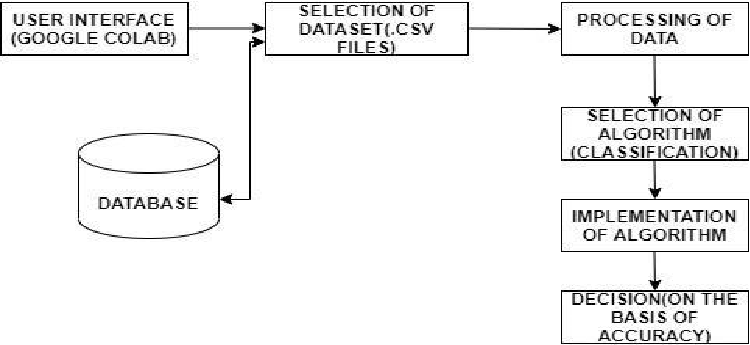 USER INTERFACE
(GOOGLE COLAB)
SELECTION OF
DATASET(.CSV
FILES)
PROCESSING OF
DATA
SELECTION OF
ALGORITHM
(CLASSIFICATION)
DATABASE
IMPLEMENTATION
OF ALGORITHM
DECISION(ON THE
BASIS OF
ACCURACY)